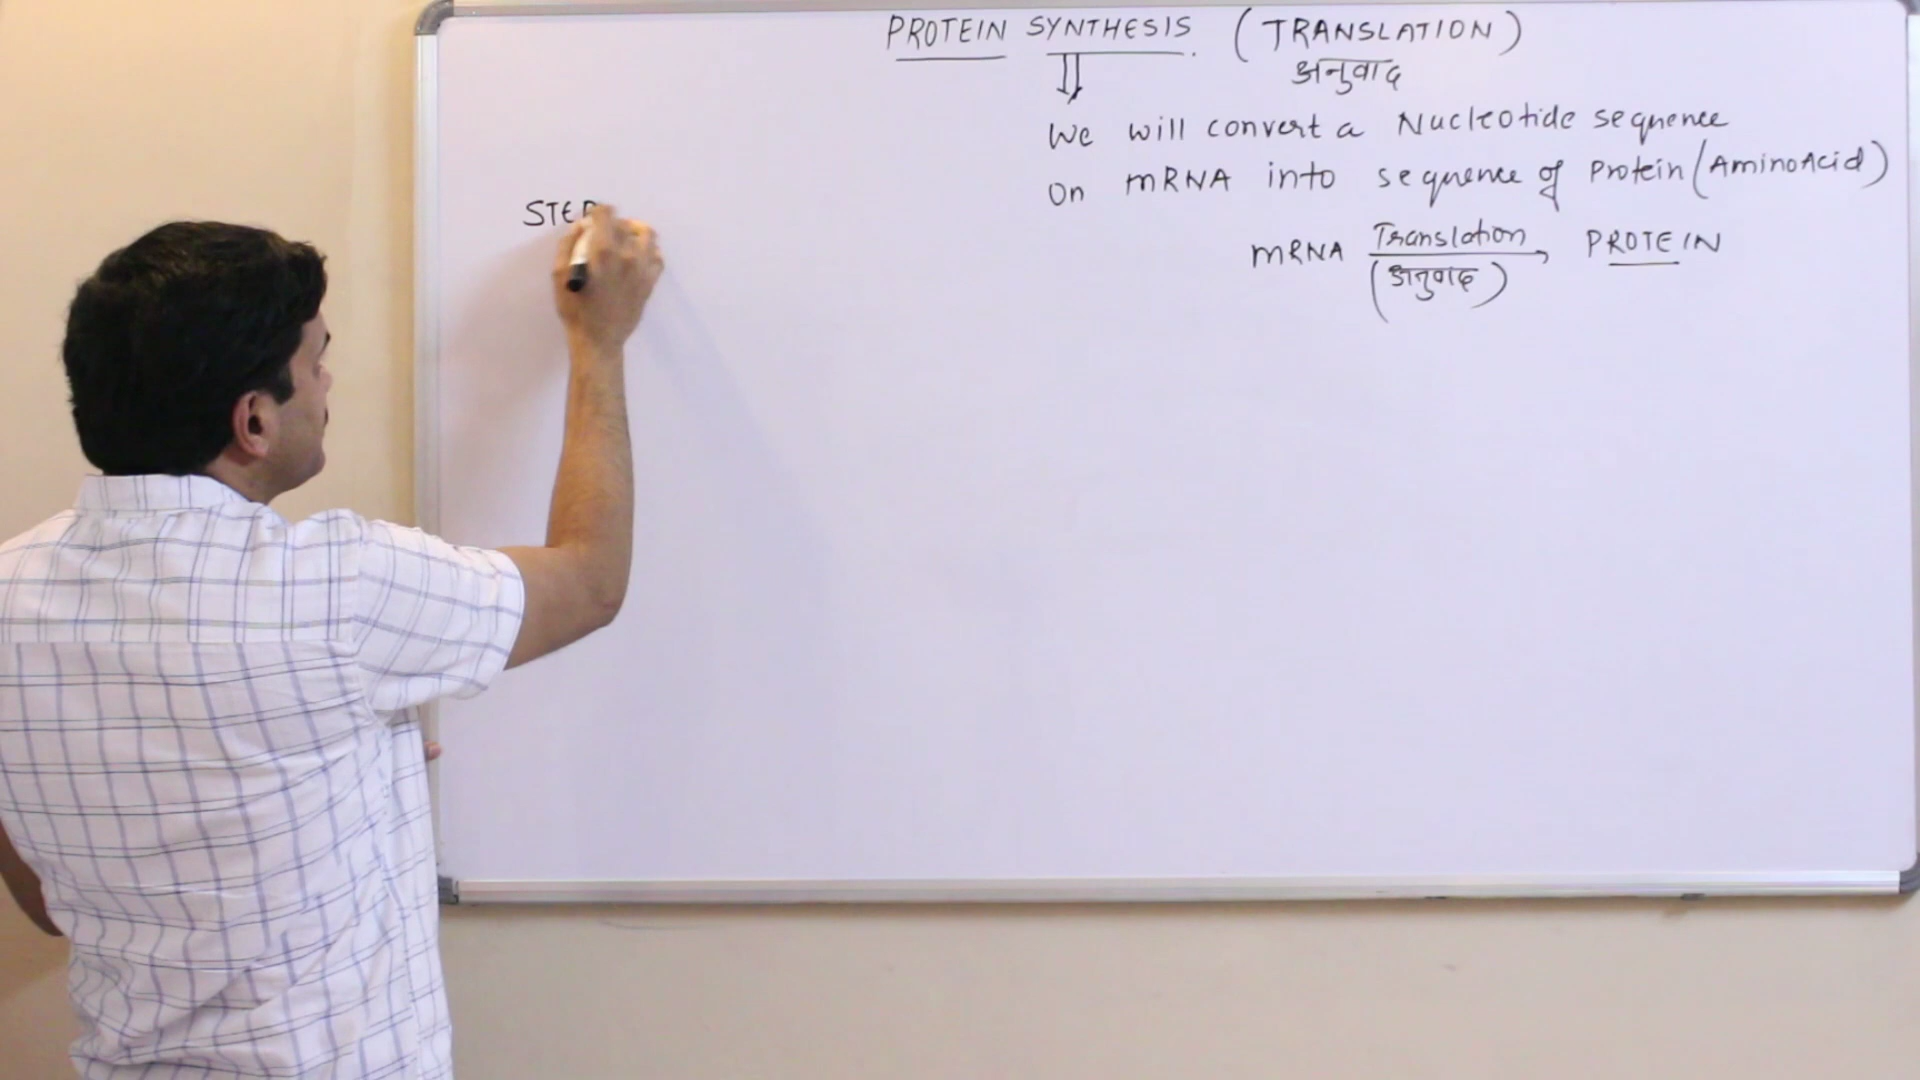 PROTEIN SYNTHESIS (TRANSLATION)
अनुवाद
We will convert a Nucleotide sequence
on mRNA into sequence of Protein (AminoAcid)
mRNA Translation PROTEIN
(अनुवाद)
STEP